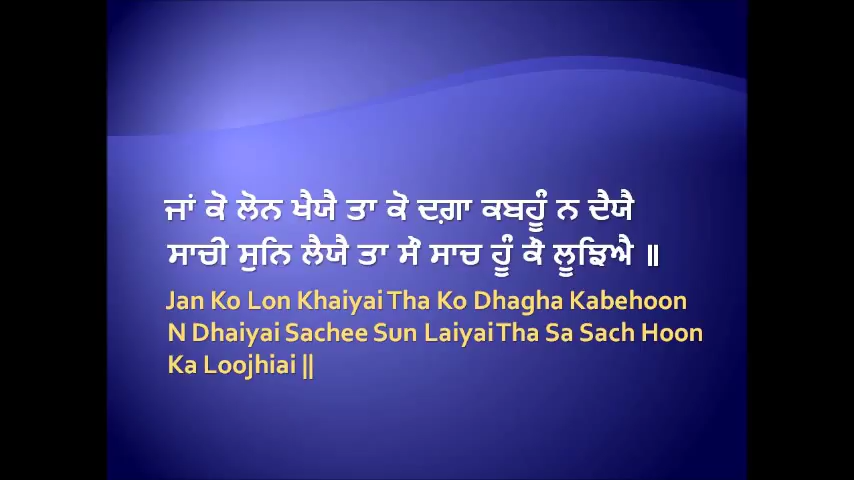 ਜਾਂ ਕੋ ਲੋਨ ਖੈਯੈ ਤਾ ਕੋ ਦਗ਼ਾ ਕਬਹੂੰ ਨ ਦੈਯੈ
ਸਾਚੀ ਸੁਨਿ ਲੈਯੈ ਤਾ ਸੌ ਸਾਚ ਹੂੰ ਕੌ ਲੂਝਿਐ ॥
Jan Ko Lon Khaiyai Tha Ko Dhagha Kabehoon
N Dhaiyai Sachee Sun Laiyai Tha Sa Sach Hoon
Ka Loojhiai ||